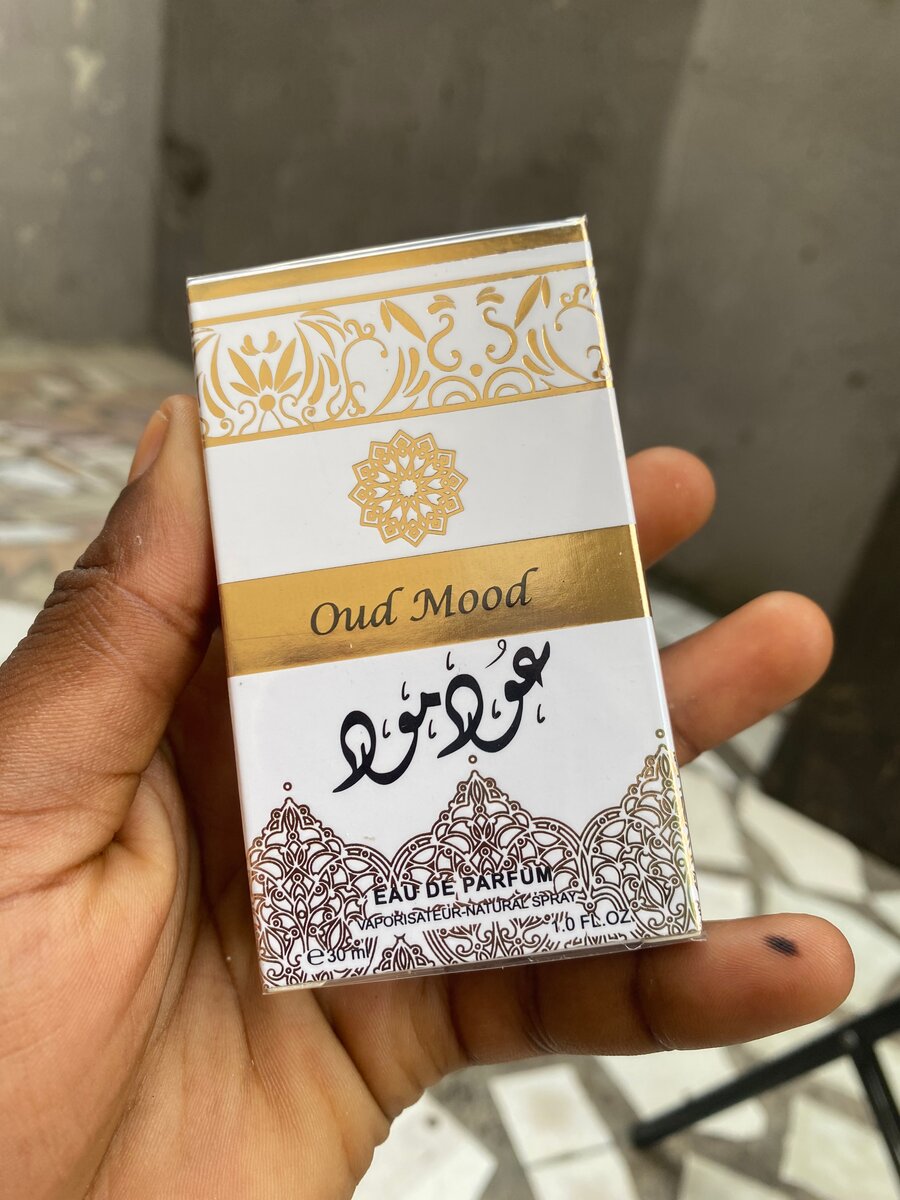 Oud Mood
عود مود
EAU DE PARFUM
VAPORISATEUR-NATURAL SPRAY
1.0 FL.OZ.
℮30 ml